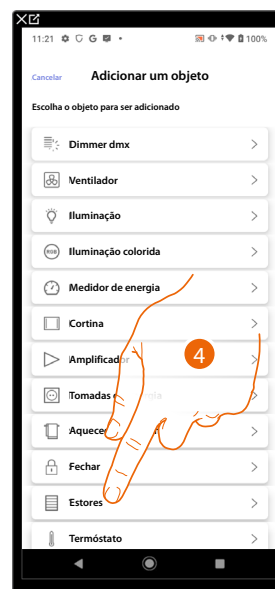 11:21 G 100%
Cancelar Adicionar um objeto
Escolha o objeto para ser adicionado
Dimmer dmx
Ventilador
Iluminação
RGB Iluminação colorida
Medidor de energia
Cortina
Amplificador
4
Tomadas
Fechar
Estores
Termóstato